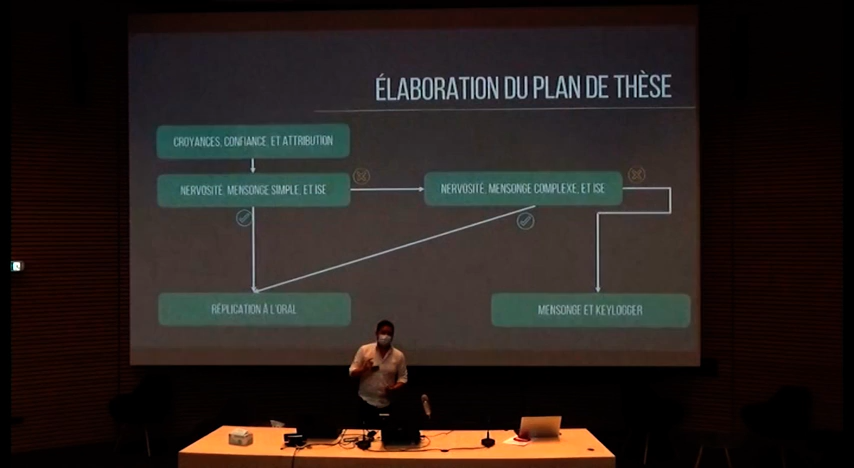 ÉLABORATION DU PLAN DE THÈSE
CROYANCES, CONFIANCE, ET ATTRIBUTION
NERVOSITÉ, MENSONGE SIMPLE, ET ISE
NERVOSITÉ, MENSONGE COMPLEXE, ET ISE
RÉPLICATION À L'ORAL
MENSONGE ET KEYLOGGER